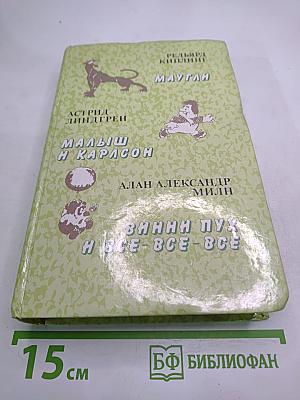 РЕДЬЯРД
КИПЛИНГ
МАУГЛИ
АСТРИД
ЛИНДГРЕН
МАЛЫШ
И КАРЛСОН
АЛАН АЛЕКСАНДР
МИЛН
ВИННИ ПУХ
И ВСЕ-ВСЕ-ВСЕ
15 см
БФ БИБЛИОФАН